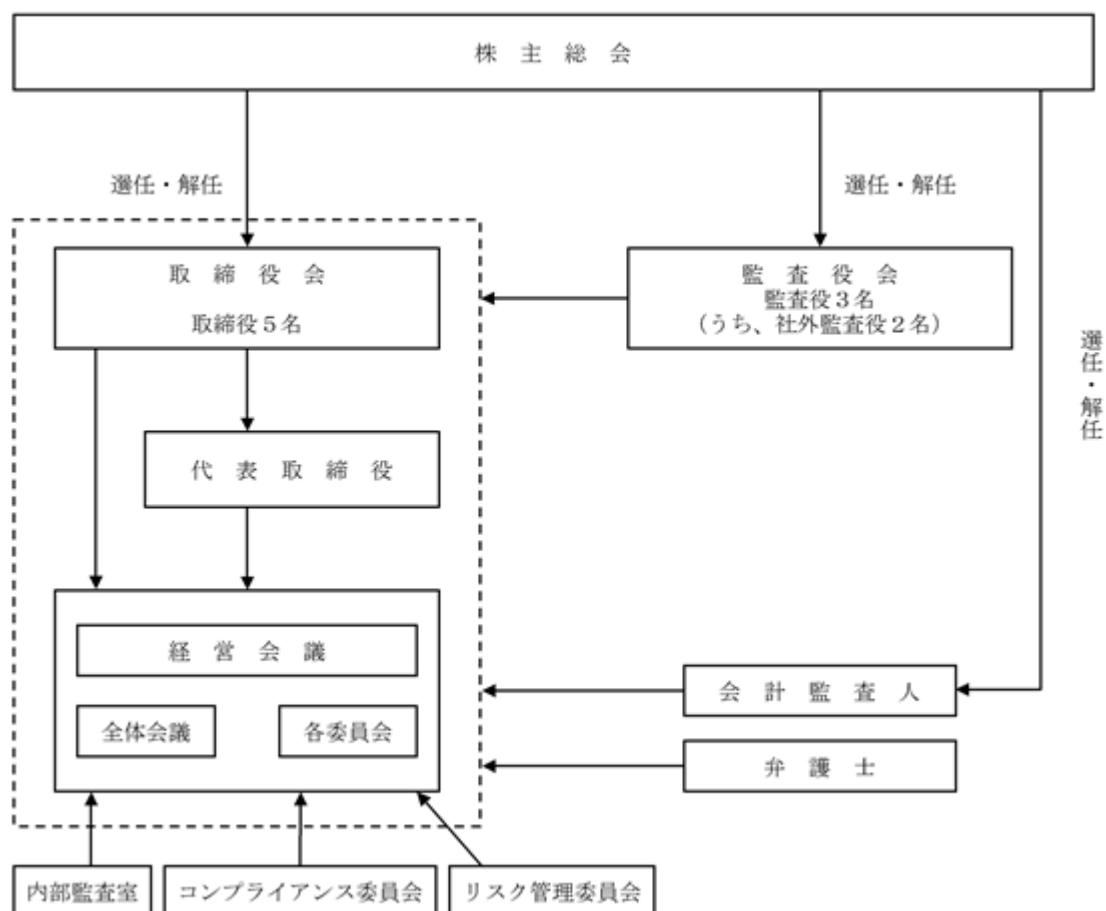 株主総会
選任・解任
選任・解任
取締役会
取締役5名
監査役会
監査役3名
（うち、社外監査役2名）
選任・解任
代表取締役
経営会議
全体会議
各委員会
会計監査人
弁護士
内部監査室
コンプライアンス委員会
リスク管理委員会